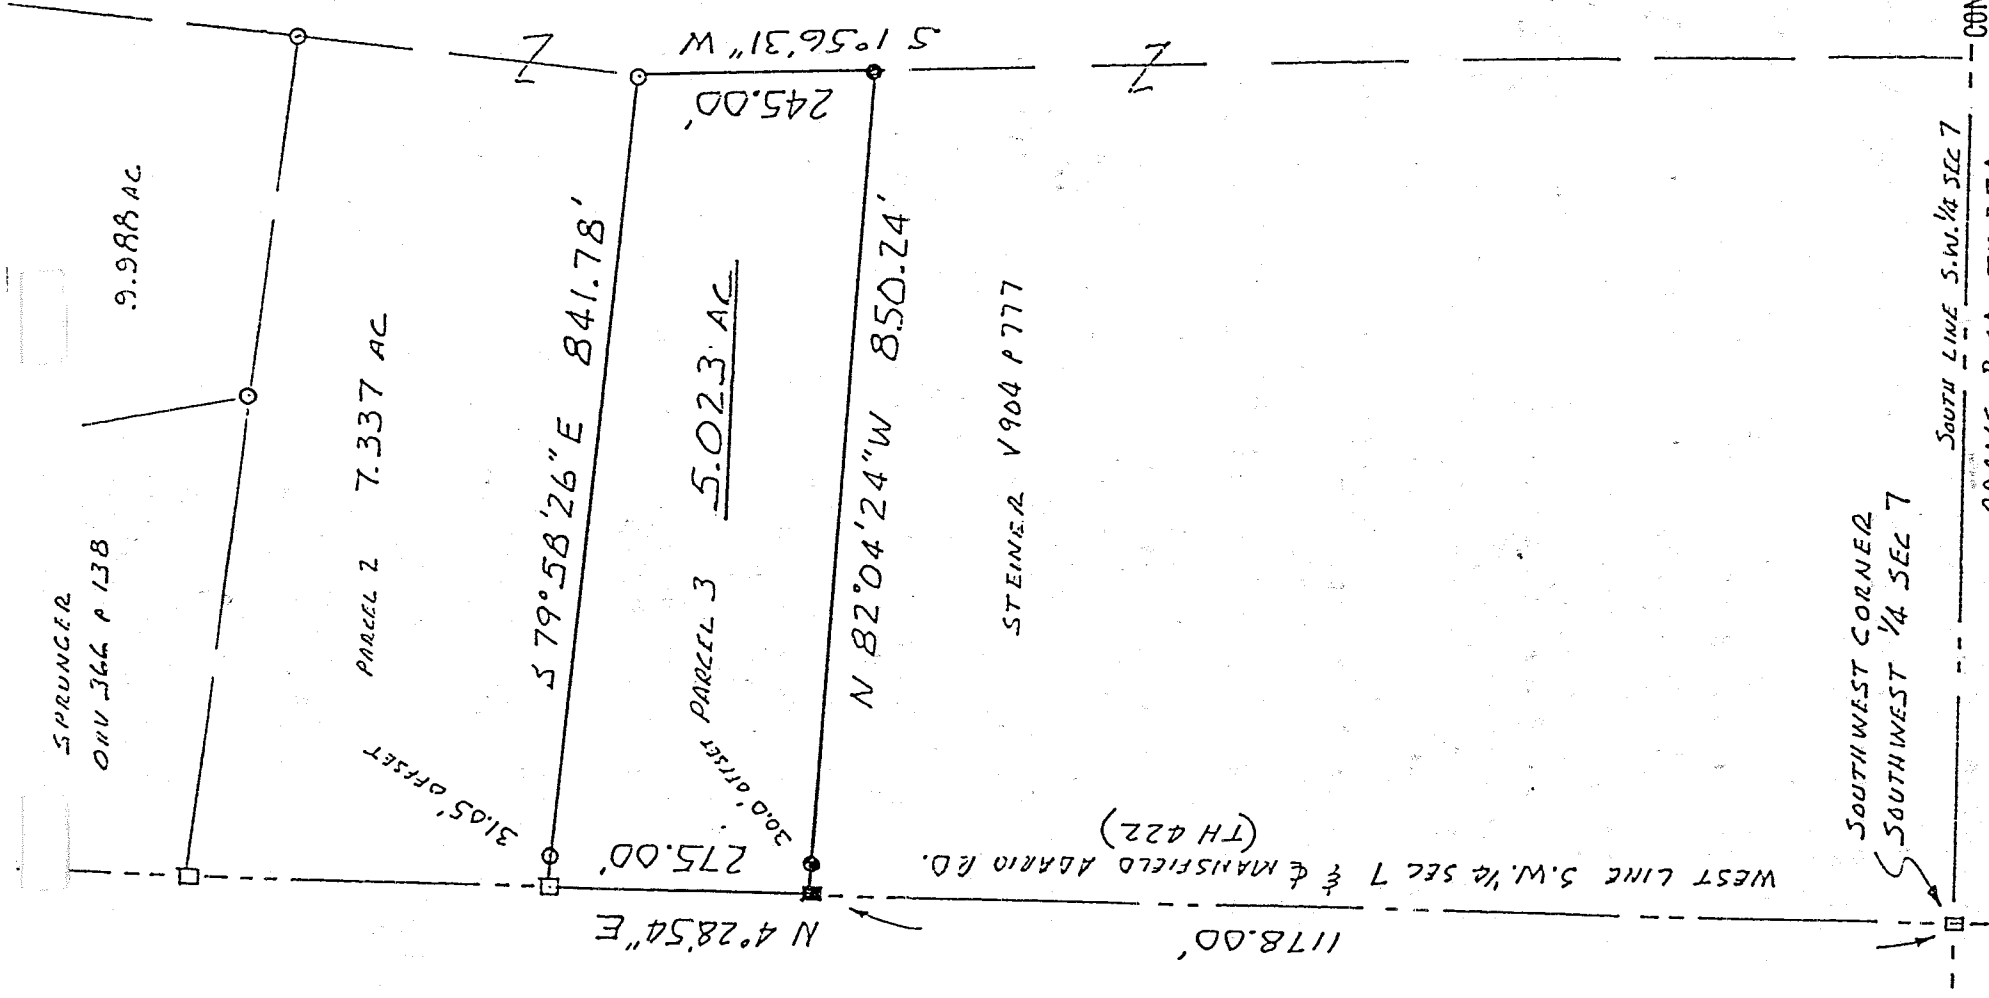 SPRUNGER
ORV 366 P 138
9.988 AC.
PARCEL 2 7.337 AC
31.05' OFFSET
S 79° 58' 26" E 841.78'
PARCEL 3 5.023 AC
30.0' OFFSET
275.00'
N 4°28'54" E
245.00'
S 1°56'31" W
N 82°04'24" W 850.24'
STEINER V904 P777
WEST LINE S.W. 1/4 SEC 7 & ℄ MANSFIELD ADARIO RD.
(TH 422)
1178.00'
SOUTHWEST CORNER
SOUTHWEST 1/4 SEC 7
SOUTH LINE S.W. 1/4 SEC 7